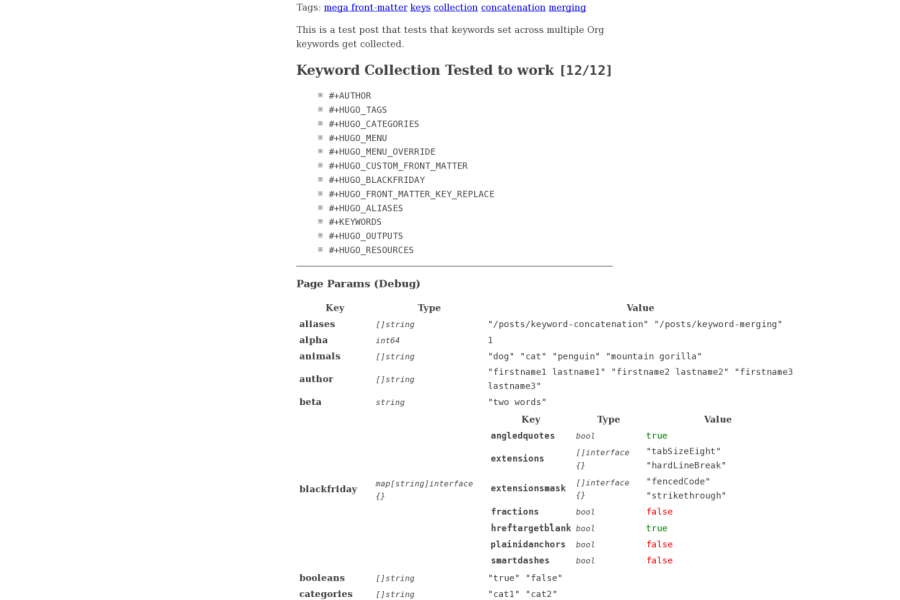 Tags: mega front-matter keys collection concatenation merging
This is a test post that tests that keywords set across multiple Org
keywords get collected.
Keyword Collection Tested to work [12/12]
#+AUTHOR
#+HUGO_TAGS
#+HUGO_CATEGORIES
#+HUGO_MENU
#+HUGO_MENU_OVERRIDE
#+HUGO_CUSTOM_FRONT_MATTER
#+HUGO_BLACKFRIDAY
#+HUGO_FRONT_MATTER_KEY_REPLACE
#+HUGO_ALIASES
#+KEYWORDS
#+HUGO_OUTPUTS
#+HUGO_RESOURCES
Page Params (Debug)
Key Type Value
aliases []string "/posts/keyword-concatenation" "/posts/keyword-merging"
alpha int64 1
animals []string "dog" "cat" "penguin" "mountain gorilla"
author []string "firstname1 lastname1" "firstname2 lastname2" "firstname3
lastname3"
beta string "two words"
blackfriday map[string]interface
{}
Key Type Value
angledquotes bool true
extensions []interface
{} "tabSizeEight"
"hardLineBreak"
extensionsmask []interface
{} "fencedCode"
"strikethrough"
fractions bool false
hreftargetblank bool true
plainidanchors bool false
smartdashes bool false
booleans []string "true" "false"
categories []string "cat1" "cat2"